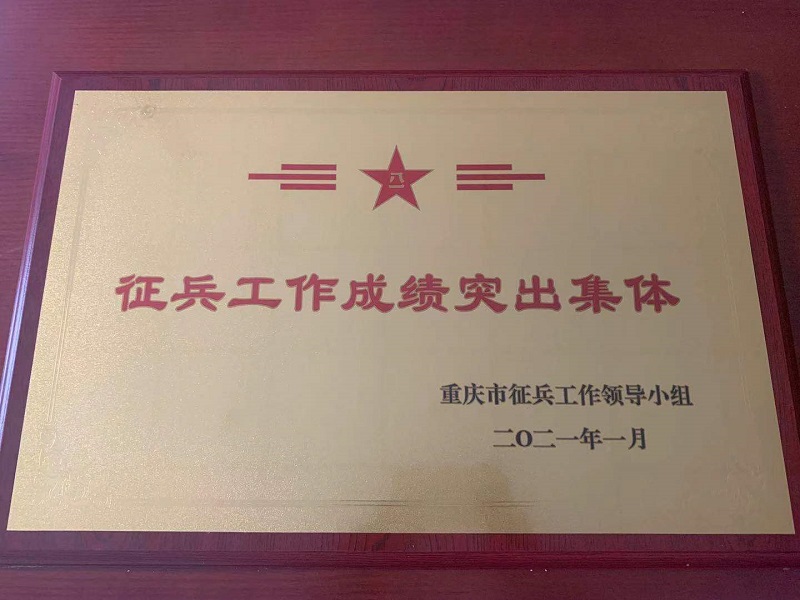 八一
征兵工作成绩突出集体
重庆市征兵工作领导小组
二〇二一年一月